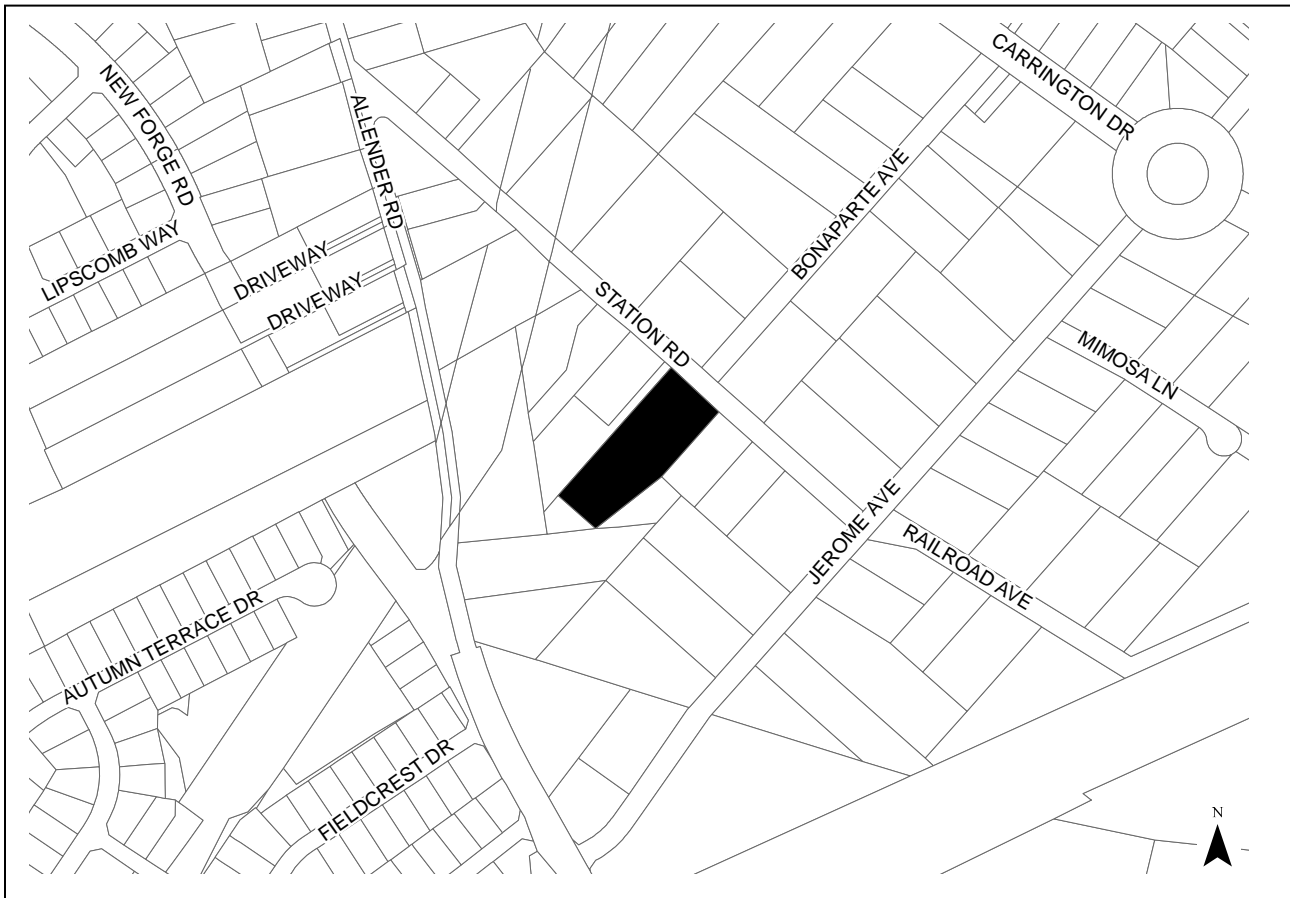 CARRINGTON DR
NEW FORGE RD
ALLENDER RD
BONAPARTE AVE
LIPSCOMB WAY
DRIVEWAY
DRIVEWAY
STATION RD
MIMOSA LN
JEROME AVE
RAILROAD AVE
AUTUMN TERRACE DR
FIELDCREST DR
N